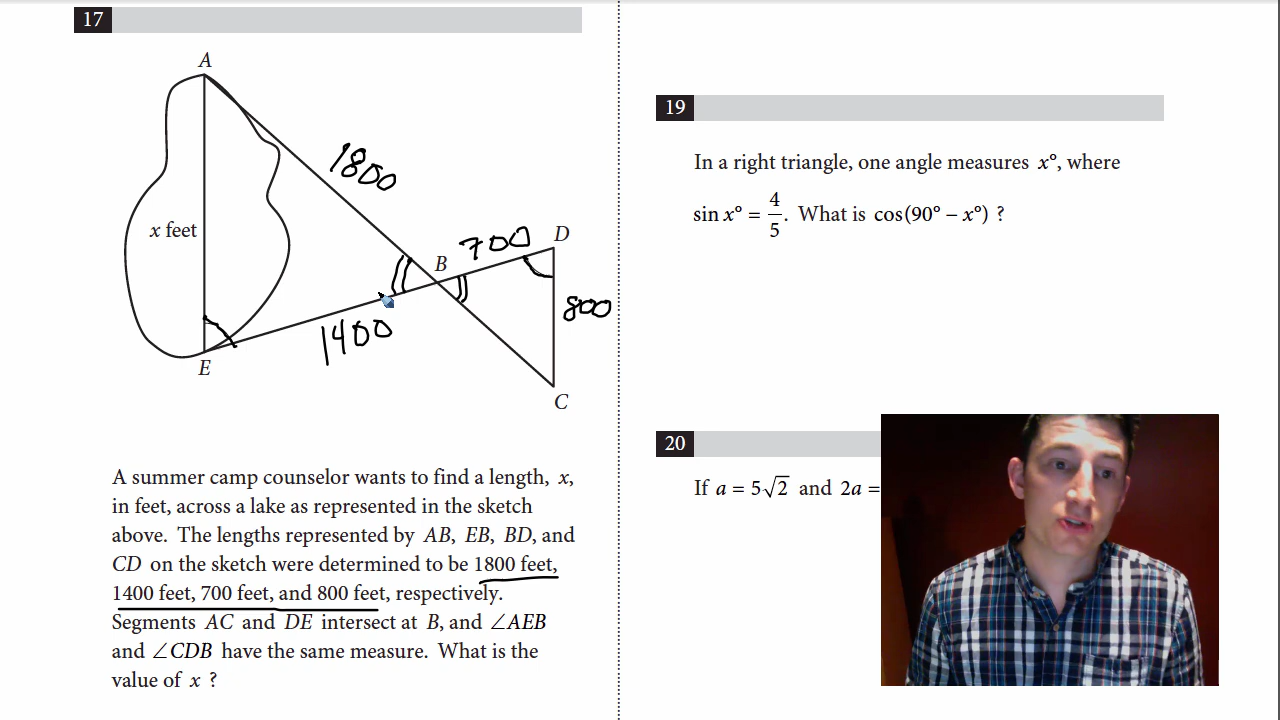 17
A
1800
x feet
B
700
D
800
1400
E
C
A summer camp counselor wants to find a length, x,
in feet, across a lake as represented in the sketch
above. The lengths represented by AB, EB, BD, and
CD on the sketch were determined to be 1800 feet,
1400 feet, 700 feet, and 800 feet, respectively.
Segments AC and DE intersect at B, and ∠AEB
and ∠CDB have the same measure. What is the
value of x ?
19
In a right triangle, one angle measures x°, where
sin x° = 4/5. What is cos(90° − x°) ?
20
If a = 5√2 and 2a =